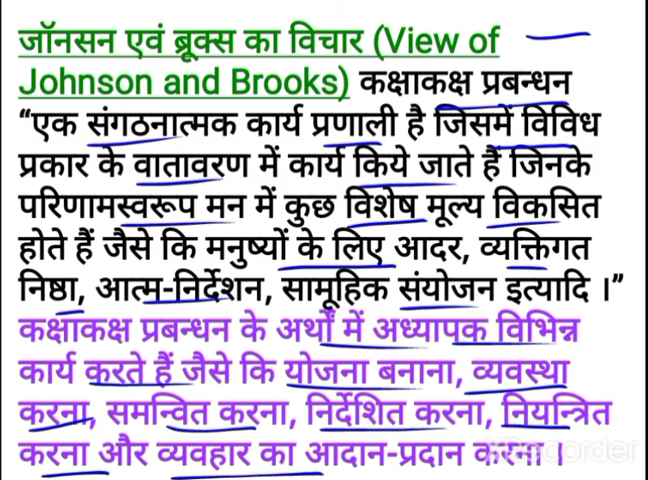 जॉनसन एवं ब्रूक्स का विचार (View of
Johnson and Brooks) कक्षाकक्ष प्रबन्धन
“एक संगठनात्मक कार्य प्रणाली है जिसमें विविध
प्रकार के वातावरण में कार्य किये जाते हैं जिनके
परिणामस्वरूप मन में कुछ विशेष मूल्य विकसित
होते हैं जैसे कि मनुष्यों के लिए आदर, व्यक्तिगत
निष्ठा, आत्म-निर्देशन, सामूहिक संयोजन इत्यादि ।”
कक्षाकक्ष प्रबन्धन के अर्थों में अध्यापक विभिन्न
कार्य करते हैं जैसे कि योजना बनाना, व्यवस्था
करना, समन्वित करना, निर्देशित करना, नियन्त्रित
करना और व्यवहार का आदान-प्रदान करना ।
XRecorder